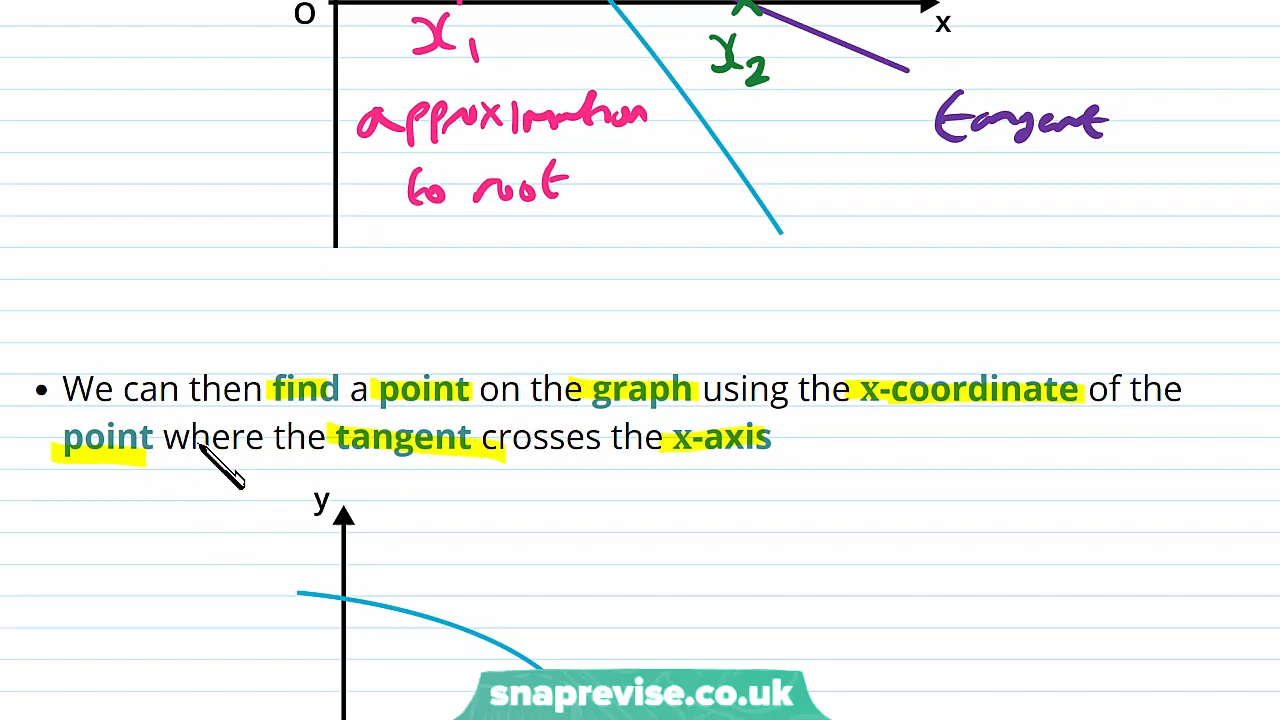 O
x
x1
x2
approximation
tangent
to root
• We can then find a point on the graph using the x-coordinate of the
point where the tangent crosses the x-axis
y
snaprevise.co.uk